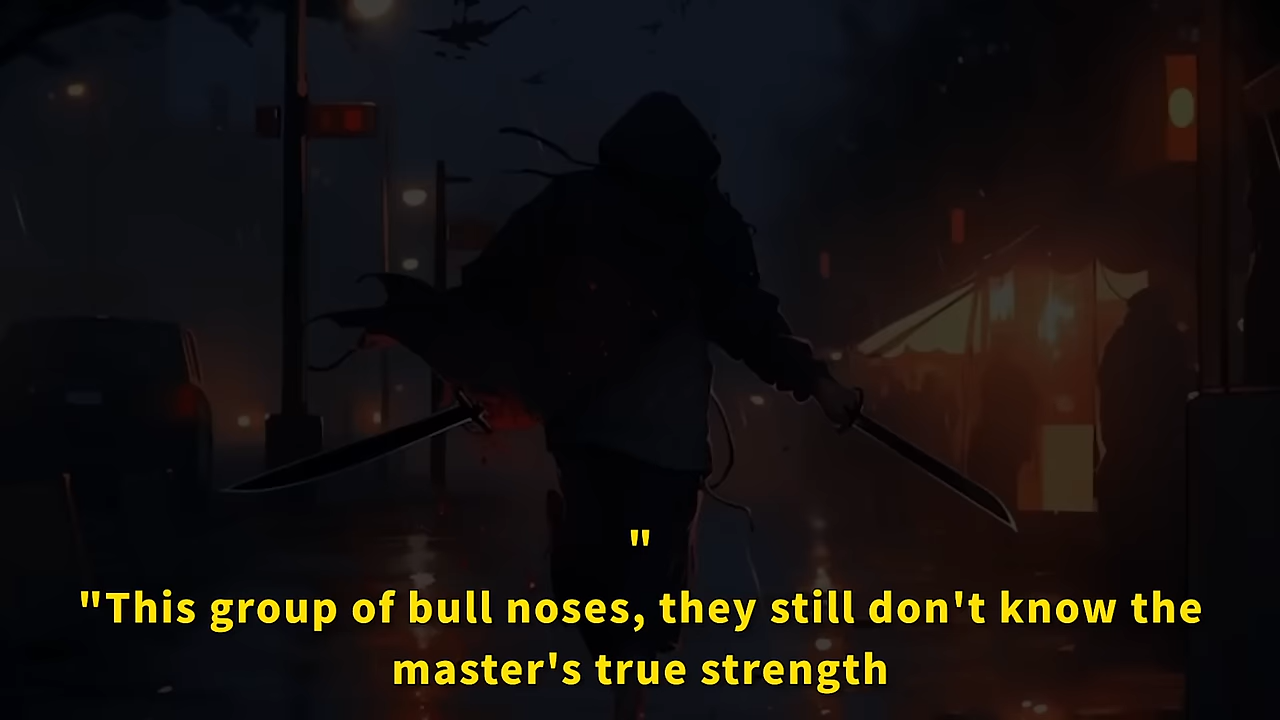 "
"This group of bull noses, they still don't know the
master's true strength